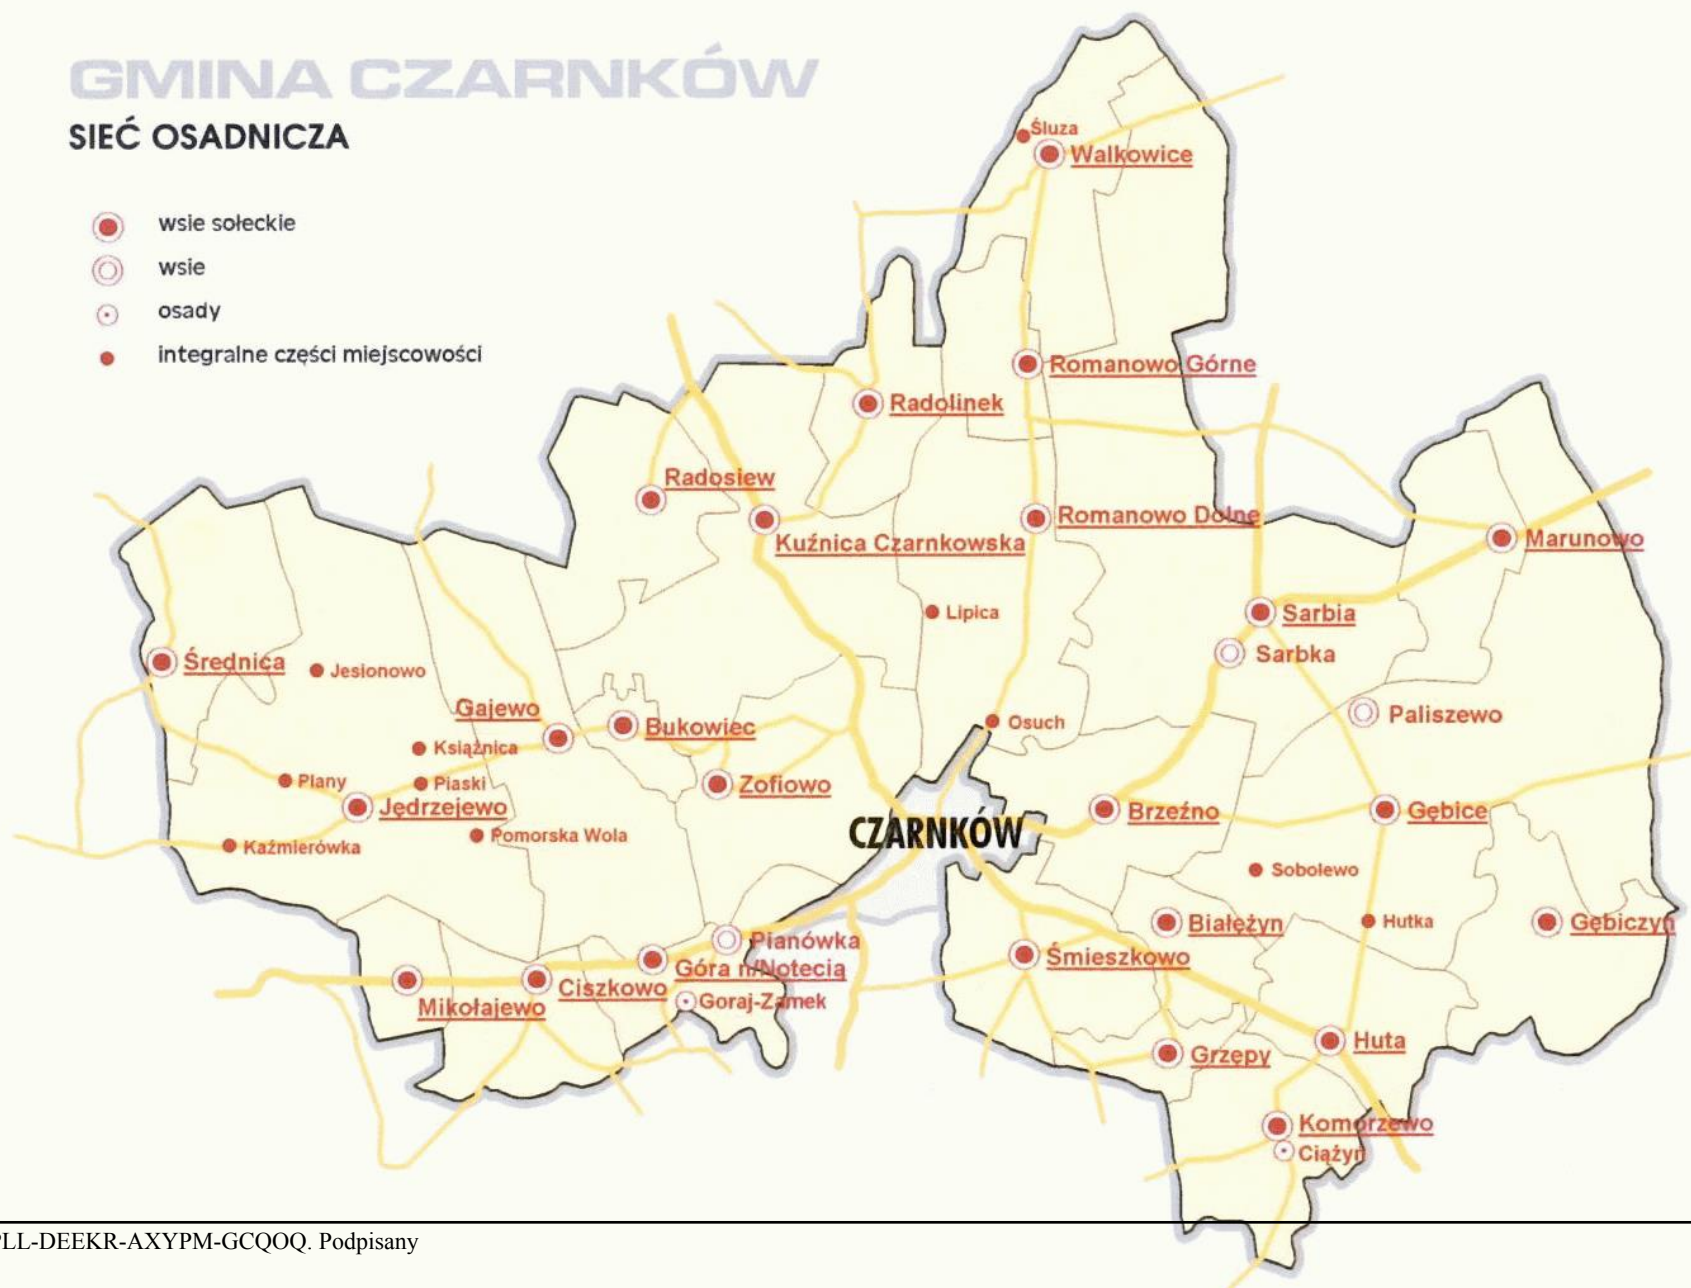 GMINA CZARNKÓW
SIEĆ OSADNICZA
wsie sołeckie
wsie
osady
integralne części miejscowości
Śluza
Walkowice
Romanowo Górne
Radolinek
Radosiew
Romanowo Dolne
Kuźnica Czarnkowska
Marunowo
Lipica
Sarbia
Sarbka
Średnica
Jesionowo
Gajewo
Bukowiec
Osuch
Paliszewo
Książnica
Plany
Piaski
Zofiowo
Jędrzejewo
Brzeźno
Gębice
CZARNKÓW
Pomorska Wola
Kaźmierówka
Sobolewo
Białężyn
Hutka
Gębiczyn
Pianówka
Śmieszkowo
Góra n/Notecią
Ciszkowo
Goraj-Zamek
Mikołajewo
Huta
Grzępy
Komorzewo
Ciążyn
PLL-DEEKR-AXYPM-GCQOQ. Podpisany